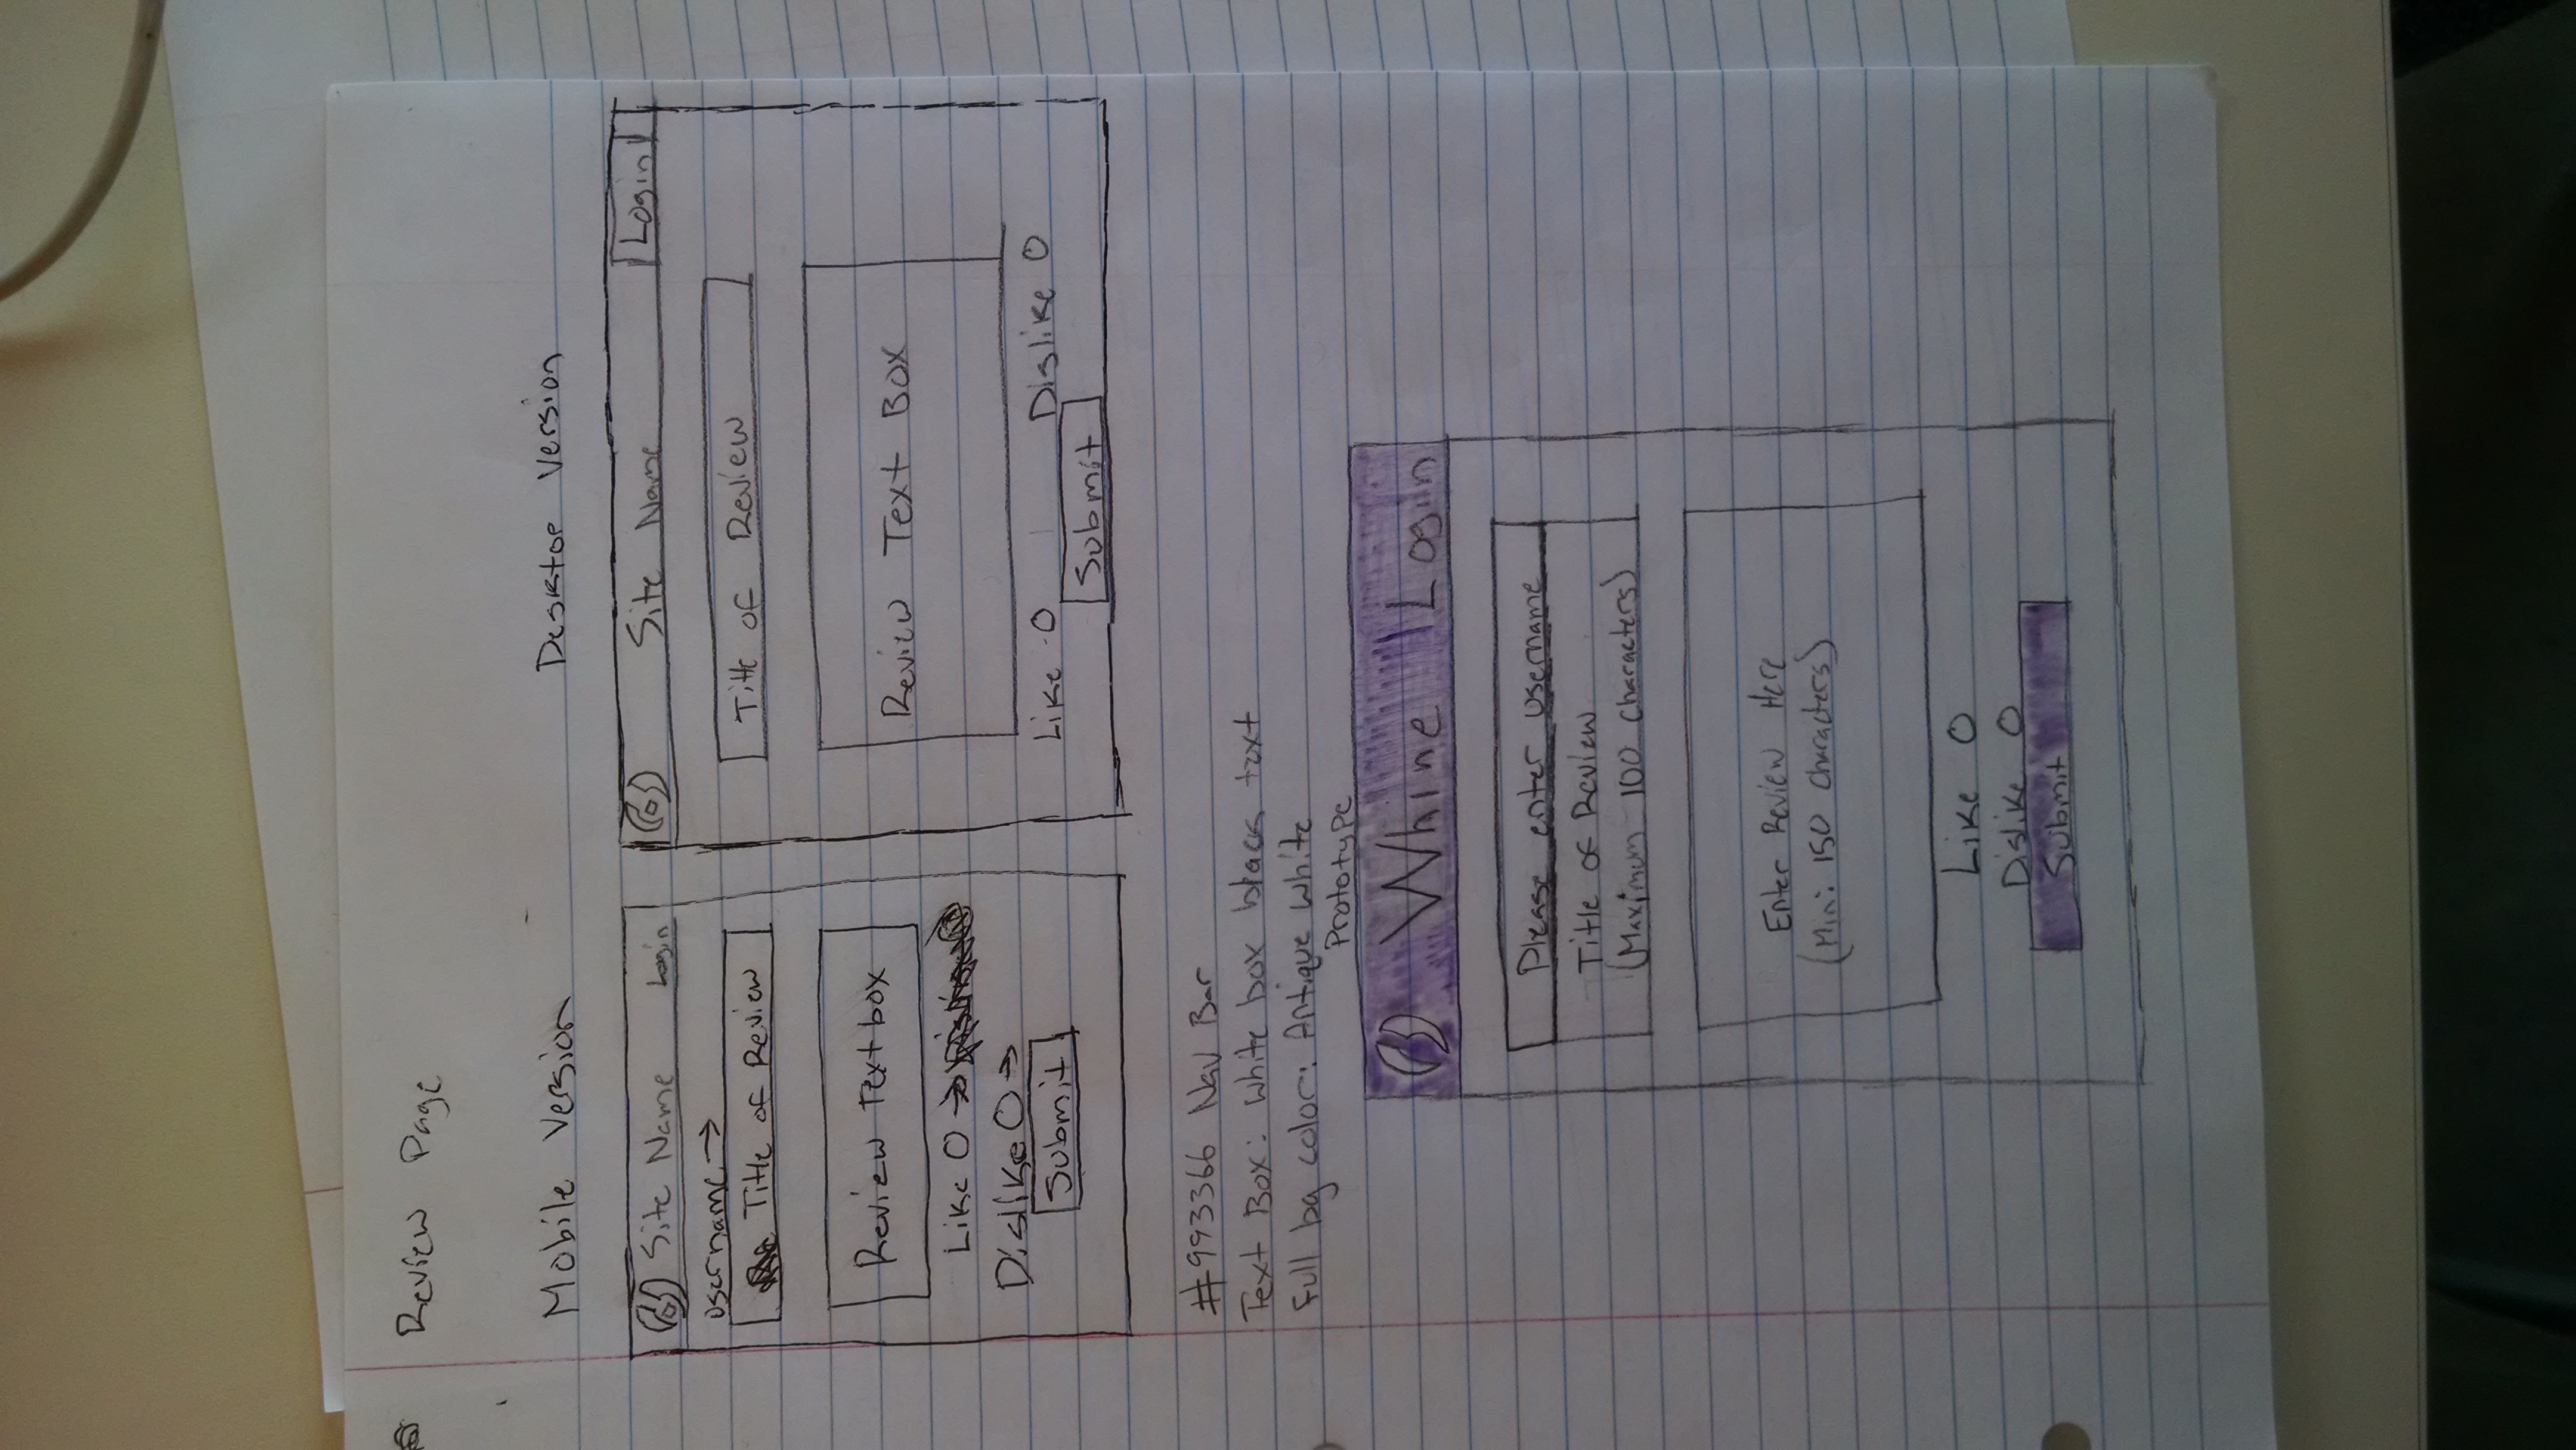 Review Page
Mobile Version
Desktop Version
Site Name Login
Username →
Title of Review
Review Text box
Like O →
Dislike O →
Submit
Site Name
Login
Title of Review
Review Text Box
Like O Dislike O
Submit
#993366 Nav Bar
Text Box: white box black text
Full bg color: Antique white
Prototype
Whine | LogIn
Please enter username
Title of Review
(Maximum - 100 characters)
Enter Review Here
(Min: 150 characters)
Like O
Dislike O
Submit